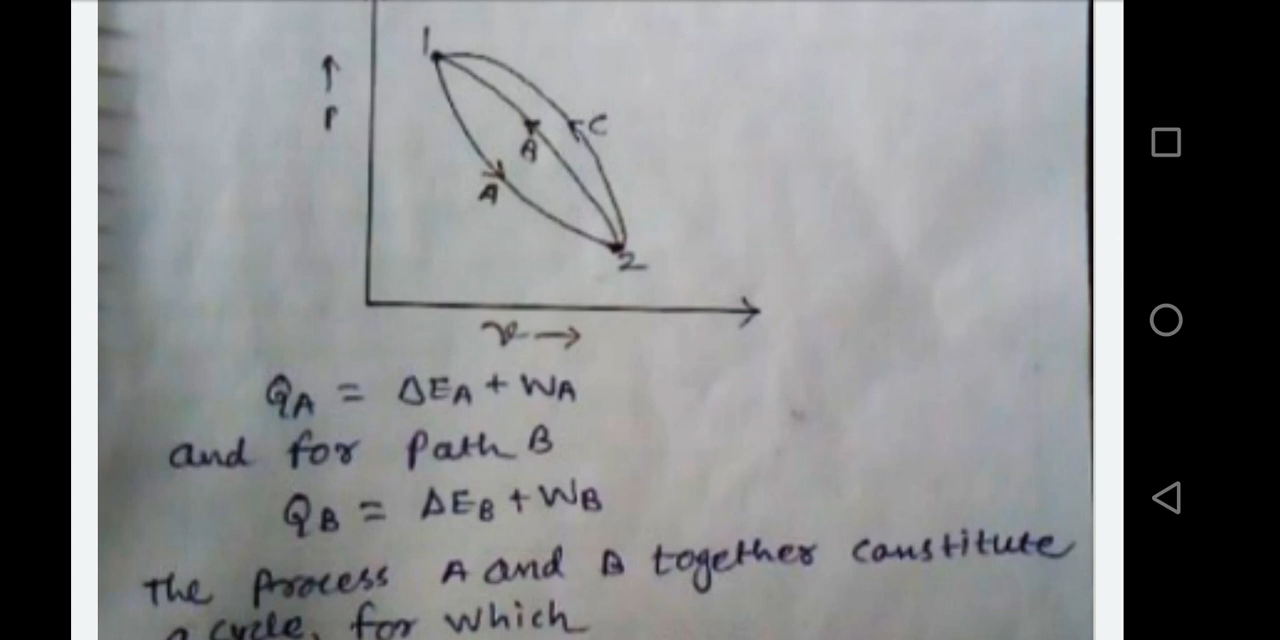 1
↑
P
C
B
A
2
v →
QA = ΔEA + WA
and for Path B
QB = ΔEB + WB
The Process A and B together constitute
a cycle, for which